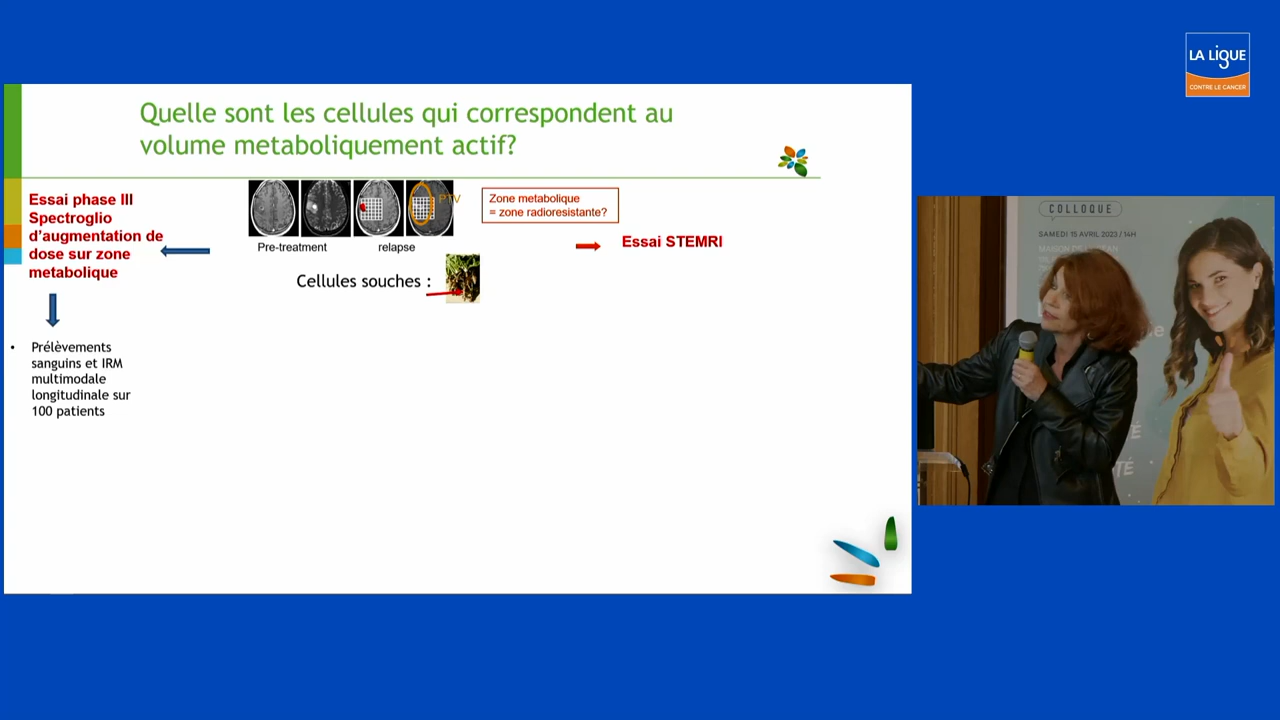 LA LIGUE
CONTRE LE CANCER
Quelle sont les cellules qui correspondent au
volume metaboliquement actif?
Essai phase III
Spectroglio
d’augmentation de
dose sur zone
metabolique
PTV
Pre-treatment
relapse
Zone metabolique
= zone radioresistante?
Essai STEMRI
Cellules souches :
• Prélèvements
sanguins et IRM
multimodale
longitudinale sur
100 patients
COLLOQUE
SAMEDI 15 AVRIL 2023 / 14H